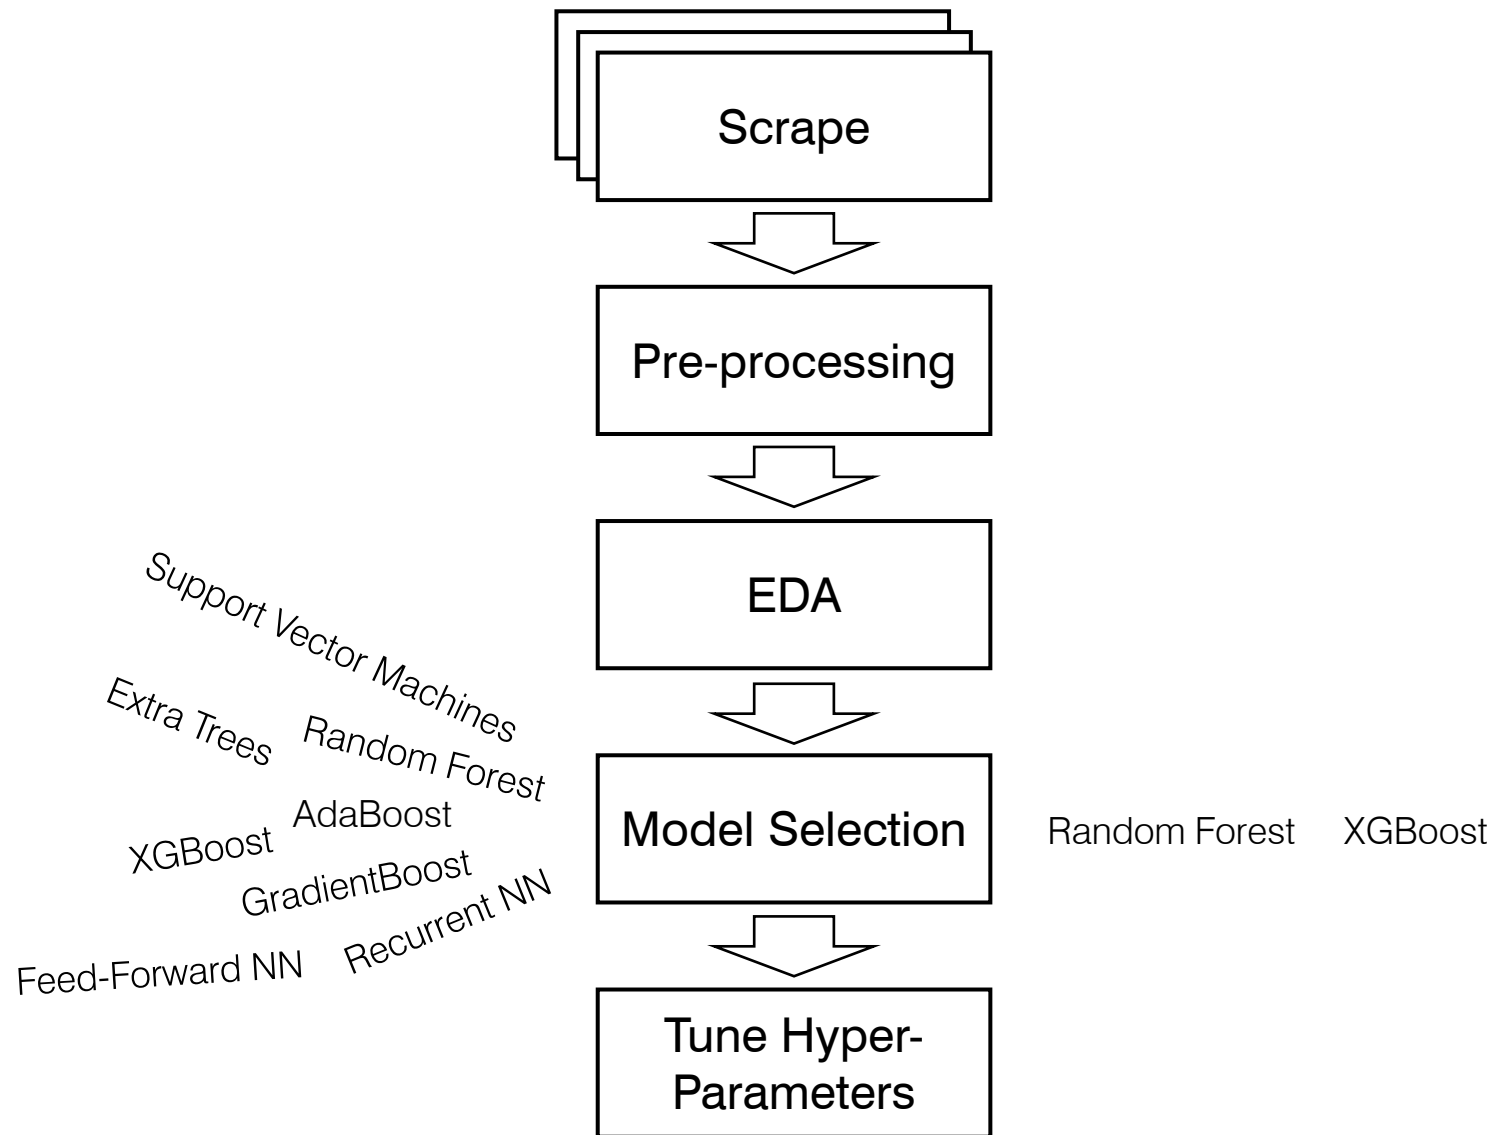 Scrape
Pre-processing
EDA
Support Vector Machines
Extra Trees
Random Forest
AdaBoost
XGBoost
GradientBoost
Recurrent NN
Feed-Forward NN
Model Selection
Random Forest
XGBoost
Tune Hyper-
Parameters